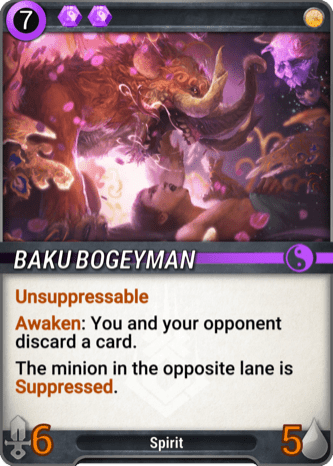 7
BAKU BOGEYMAN
Unsuppressable
Awaken: You and your opponent
discard a card.
The minion in the opposite lane is
Suppressed.
6
Spirit
5